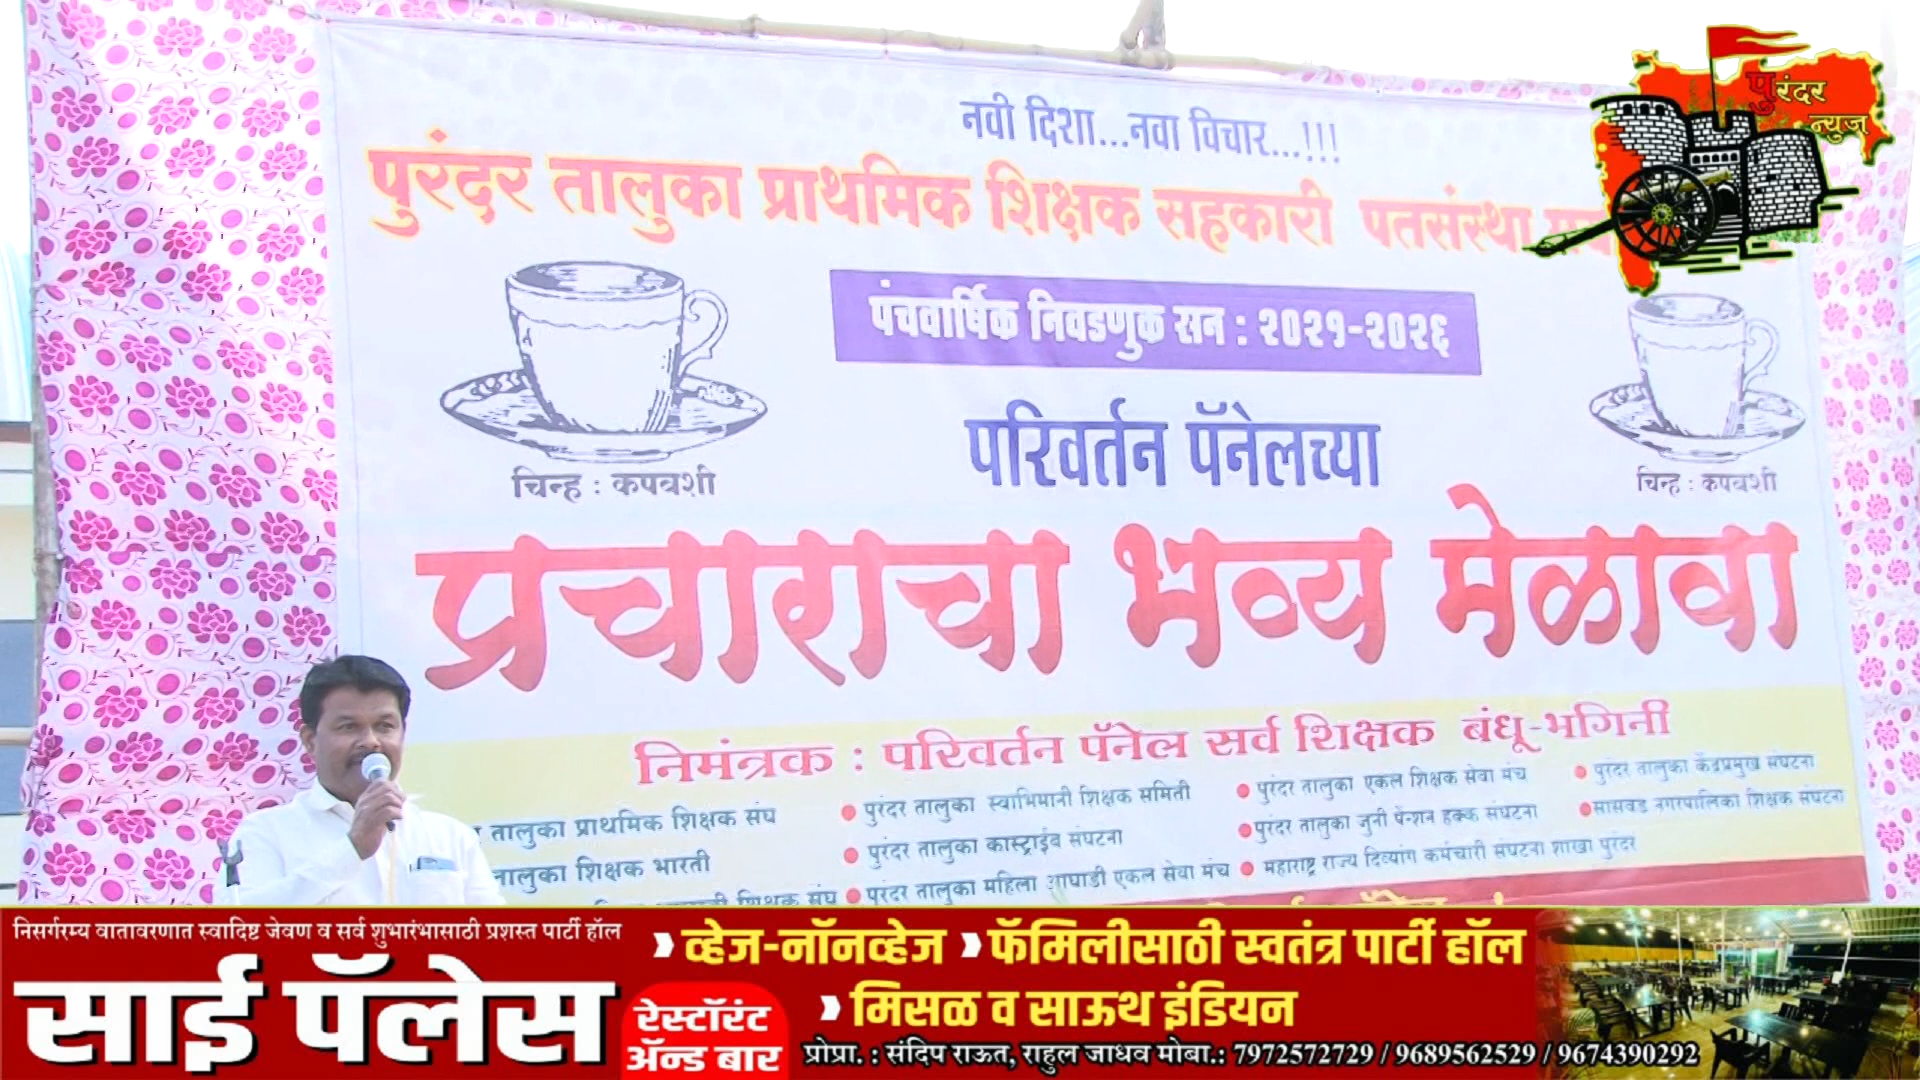 नवी दिशा...नवा विचार...!!!
पुरंदर न्युज
पुरंदर तालुका प्राथमिक शिक्षक सहकारी पतसंस्था
पंचवार्षिक निवडणुक सन : २०२१-२०२६
परिवर्तन पॅनेलच्या
चिन्ह : कपबशी
चिन्ह : कपबशी
प्रचाराचा भव्य मेळावा
निमंत्रक : परिवर्तन पॅनेल सर्व शिक्षक बंधू-भगिनी
तालुका प्राथमिक शिक्षक संघ
तालुका शिक्षक भारती
शिक्षक संघ
पुरंदर तालुका स्वाभिमानी शिक्षक समिती
पुरंदर तालुका कास्ट्राईब संघटना
पुरंदर तालुका महिला आघाडी एकल सेवा मंच
पुरंदर तालुका एकल शिक्षक सेवा मंच
पुरंदर तालुका जुनी पेन्शन हक्क संघटना
महाराष्ट्र राज्य दिव्यांग कर्मचारी संघटना शाखा पुरंदर
पुरंदर तालुका केंद्रप्रमुख संघटना
सासवड नगरपालिका शिक्षक संघटना
निसर्गरम्य वातावरणात स्वादिष्ट जेवण व सर्व शुभारंभासाठी प्रशस्त पार्टी हॉल
साई पॅलेस
रेस्टॉरंट
ॲन्ड बार
व्हेज-नॉनव्हेज फॅमिलीसाठी स्वतंत्र पार्टी हॉल
मिसळ व साऊथ इंडियन
प्रोप्रा. : संदिप राऊत, राहुल जाधव मोबा.: 7972572729 / 9689562529 / 9674390292